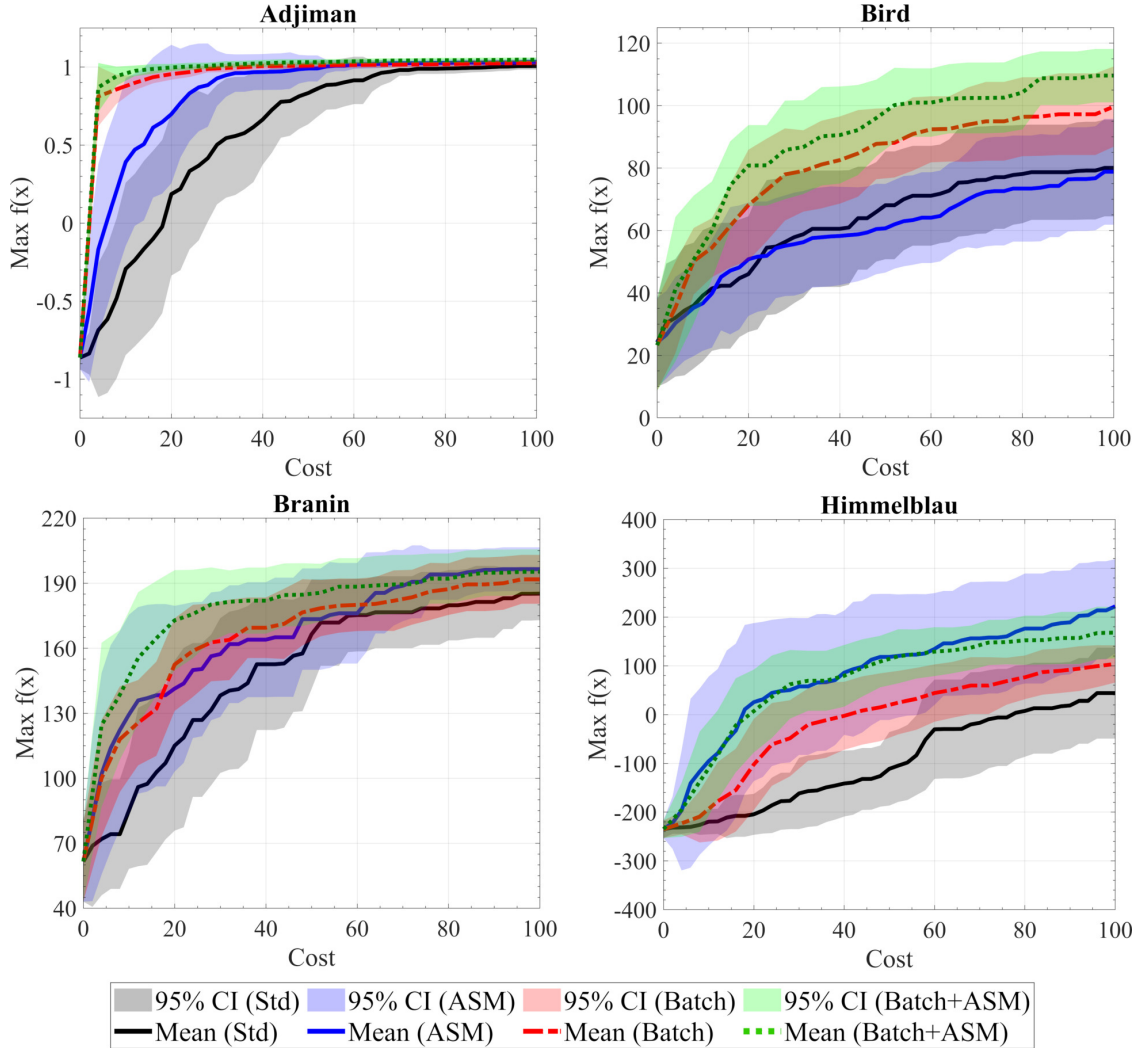 Adjiman
Max f(x)
1
0.5
0
-0.5
-1
0 20 40 60 80 100
Cost
Bird
Max f(x)
120
100
80
60
40
20
0
0 20 40 60 80 100
Cost
Branin
Max f(x)
220
190
160
130
100
70
40
0 20 40 60 80 100
Cost
Himmelblau
Max f(x)
400
300
200
100
0
-100
-200
-300
-400
0 20 40 60 80 100
Cost
95% CI (Std) 95% CI (ASM) 95% CI (Batch) 95% CI (Batch+ASM)
Mean (Std) Mean (ASM) Mean (Batch) Mean (Batch+ASM)